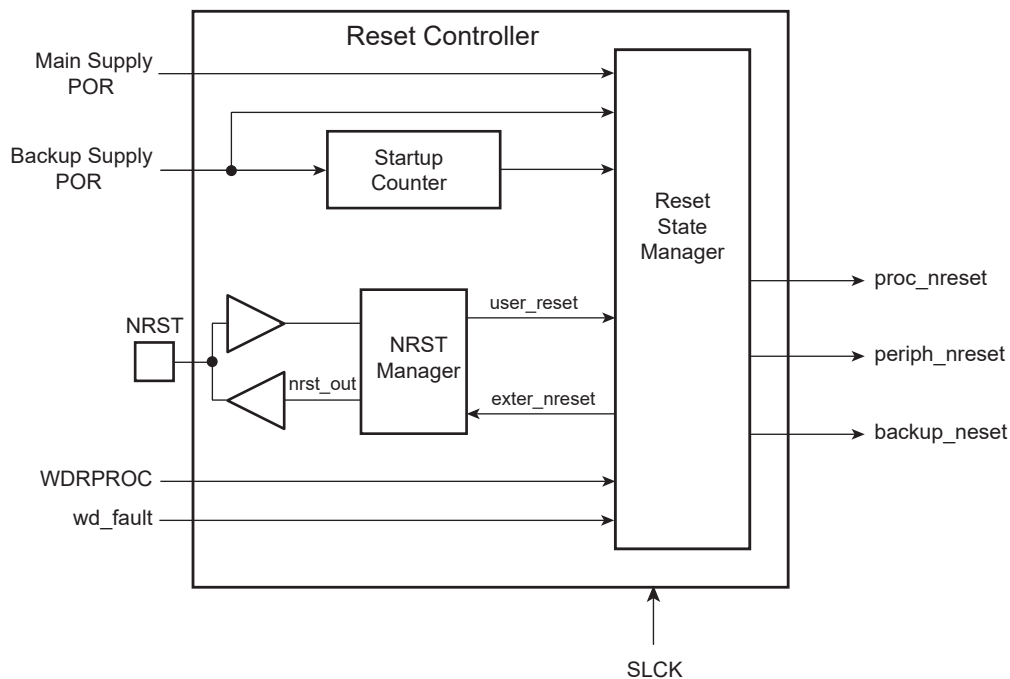 Reset Controller
Main Supply
POR
Backup Supply
POR
Startup
Counter
Reset
State
Manager
proc_nreset
user_reset
NRST
NRST
Manager
periph_nreset
nrst_out
exter_nreset
backup_neset
WDRPROC
wd_fault
SLCK